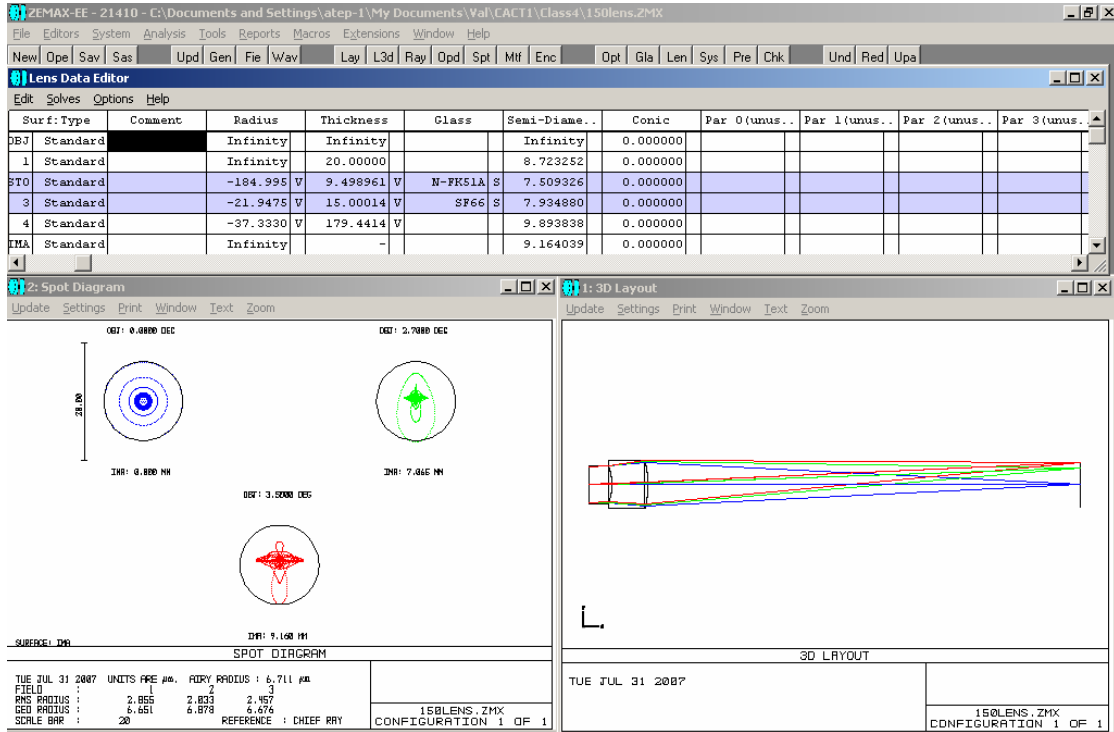 ZEMAX-EE - 21410 - C:\Documents and Settings\atep-1\My Documents\Val\CACT1\Class4\150lens.ZMX
File Editors System Analysis Tools Reports Macros Extensions Window Help
New Ope Sav Sas Upd Gen Fie Wav Lay L3d Ray Opd Spt Mtf Enc Opt Gla Len Sys Pre Chk Und Red Upa
Lens Data Editor
Edit Solves Options Help
Surf:Type Comment Radius Thickness Glass Semi-Diame.. Conic Par 0(unus.. Par 1(unus.. Par 2(unus.. Par 3(unus.
OBJ Standard Infinity Infinity Infinity 0.000000
1 Standard Infinity 20.00000 8.723252 0.000000
STO Standard -184.995 V 9.498961 V N-FK51A S 7.509326 0.000000
3 Standard -21.9475 V 15.00014 V SF66 S 7.934880 0.000000
4 Standard -37.3330 V 179.4414 V 9.893838 0.000000
IMA Standard Infinity - 9.164039 0.000000
2: Spot Diagram
Update Settings Print Window Text Zoom
OBJ: 0.0000 DEG
OBJ: 2.7000 DEG
20.00
IMA: 0.000 MM
IMA: 7.065 MM
OBJ: 3.5000 DEG
IMA: 9.160 MM
SURFACE: IMA
SPOT DIAGRAM
TUE JUL 31 2007 UNITS ARE µm. AIRY RADIUS : 6.711 µm
FIELD : 1 2 3
RMS RADIUS : 2.855 2.833 2.457
GEO RADIUS : 6.651 6.878 6.676
SCALE BAR : 20 REFERENCE : CHIEF RAY
150LENS.ZMX
CONFIGURATION 1 OF 1
1: 3D Layout
Update Settings Print Window Text Zoom
3D LAYOUT
TUE JUL 31 2007
150LENS.ZMX
CONFIGURATION 1 OF 1